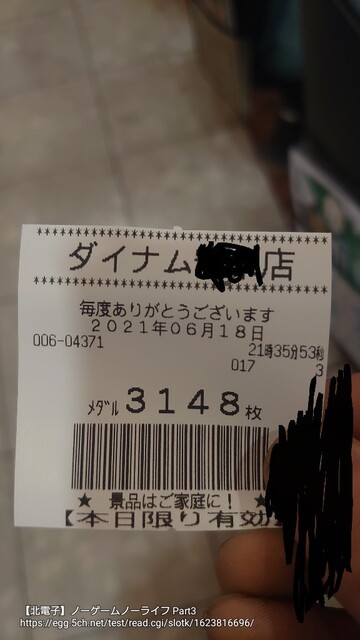 ダイナム 店
毎度ありがとうございます
2021年06月18日
006-04371
21時35分53秒
017 3
ﾒﾀﾞﾙ 3148枚
★ 景品はご家庭に! ★
【本日限り有効
【北電子】ノーゲームノーライフ Part3
https://egg.5ch.net/test/read.cgi/slotk/1623816696/